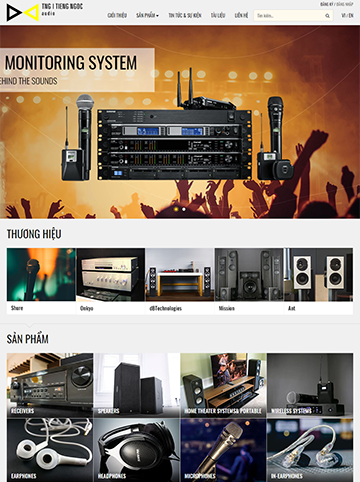 TNG I TIENG NGOC
audio
ĐĂNG KÝ / ĐĂNG NHẬP
GIỚI THIỆU SẢN PHẨM TIN TỨC & SỰ KIỆN TÀI LIỆU LIÊN HỆ Tìm kiếm... VI / EN
MONITORING SYSTEM
BEHIND THE SOUNDS
THƯƠNG HIỆU
Shure Onkyo dBTechnologies Mission Ant
SẢN PHẨM
RECEIVERS SPEAKERS HOME THEATER SYSTEMS& PORTABLE WIRELESS SYSTEMS
EARPHONES HEADPHONES MICROPHONES IN-EARPHONES